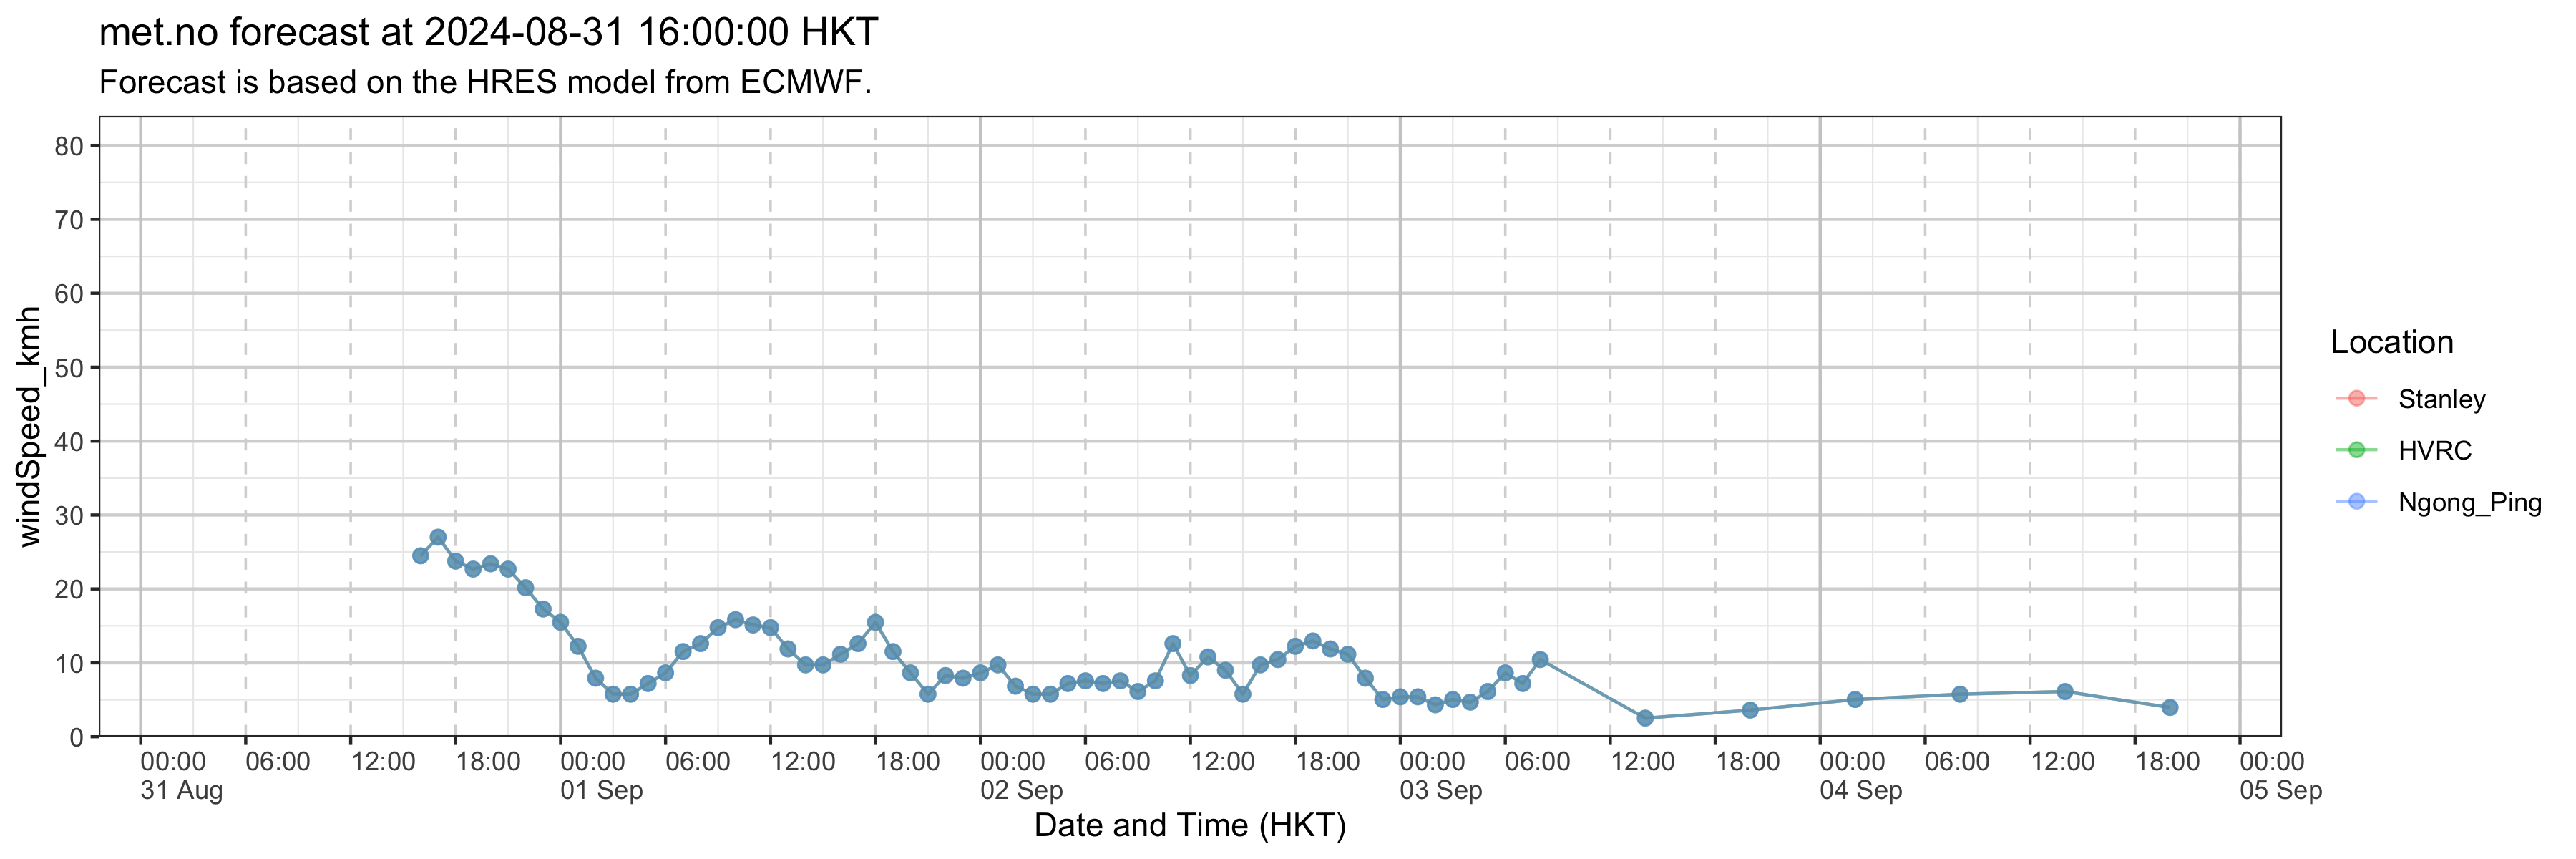 met.no forecast at 2024-08-31 16:00:00 HKT
Forecast is based on the HRES model from ECMWF.
windSpeed_kmh
80
70
60
50
40
30
20
10
0
00:00 06:00 12:00 18:00 00:00 06:00 12:00 18:00 00:00 06:00 12:00 18:00 00:00 06:00 12:00 18:00 00:00 06:00 12:00 18:00 00:00
31 Aug 01 Sep 02 Sep 03 Sep 04 Sep 05 Sep
Date and Time (HKT)
Location
Stanley
HVRC
Ngong_Ping